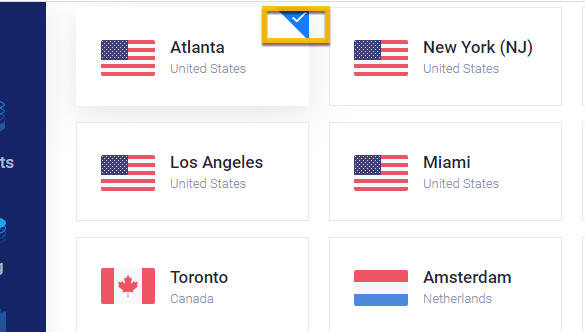 Atlanta
United States
New York (NJ)
United States
Los Angeles
United States
Miami
United States
ts
Toronto
Canada
Amsterdam
Netherlands
g